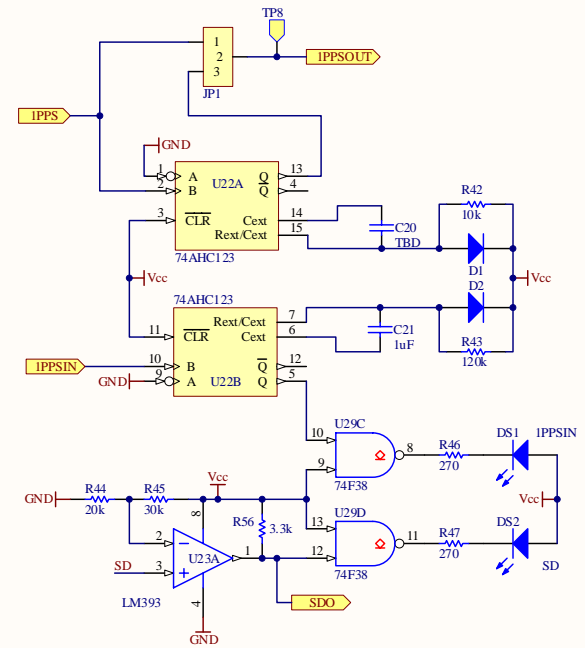 TP8
1
2
3
1PPSOUT
JP1
1PPS
GND
1
A
U22A
Q
13
2
B
Q
4
3
CLR
Cext
14
Rext/Cext
15
74AHC123
C20
TBD
R42
10k
D1
Vcc
Vcc
D2
74AHC123
Rext/Cext
7
11
CLR
Cext
6
C21
1uF
R43
120k
1PPSIN
10
B
Q
12
GND
9
A
U22B
Q
5
U29C
10
9
8
74F38
R46
270
DS1
1PPSIN
Vcc
GND
R44
20k
R45
30k
Vcc
8
R56
3.3k
U29D
13
12
11
74F38
R47
270
DS2
SD
2
U23A
1
SD
3
LM393
4
SDO
GND